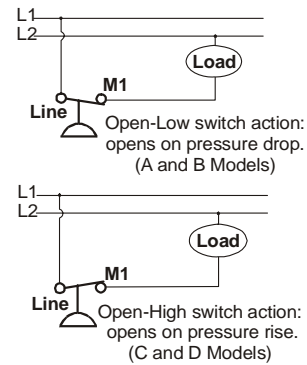 L1
L2
Load
M1
Line
Open-Low switch action:
opens on pressure drop.
(A and B Models)
L1
L2
Load
M1
Line
Open-High switch action:
opens on pressure rise.
(C and D Models)